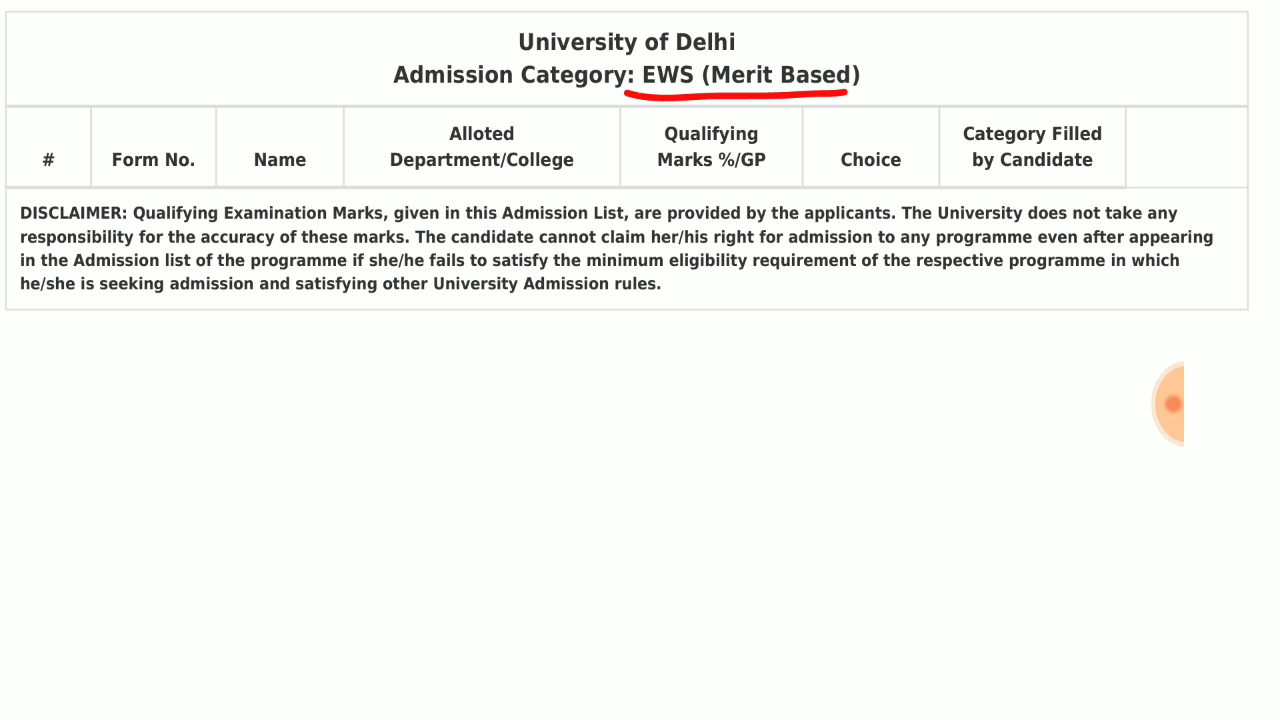 University of Delhi
Admission Category: EWS (Merit Based)
# Form No. Name Alloted Department/College Qualifying Marks %/GP Choice Category Filled by Candidate
DISCLAIMER: Qualifying Examination Marks, given in this Admission List, are provided by the applicants. The University does not take any
responsibility for the accuracy of these marks. The candidate cannot claim her/his right for admission to any programme even after appearing
in the Admission list of the programme if she/he fails to satisfy the minimum eligibility requirement of the respective programme in which
he/she is seeking admission and satisfying other University Admission rules.